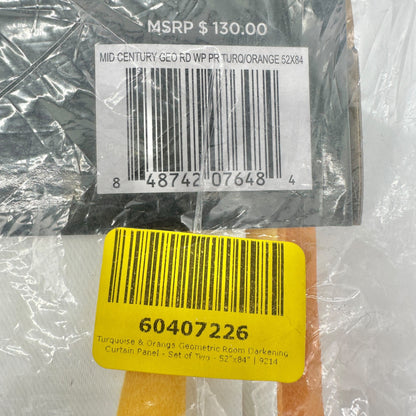 MSRP $ 130.00
MID CENTURY GEO RD WP PR TURQ/ORANGE 52X84
8 48742 07648 4
60407226
Turquoise & Orange Geometric Room Darkening
Curtain Panel - Set of Two - 52"x84" | 9214